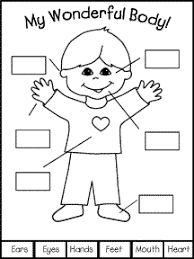 My Wonderful Body!
Ears Eyes Hands Feet Mouth Heart